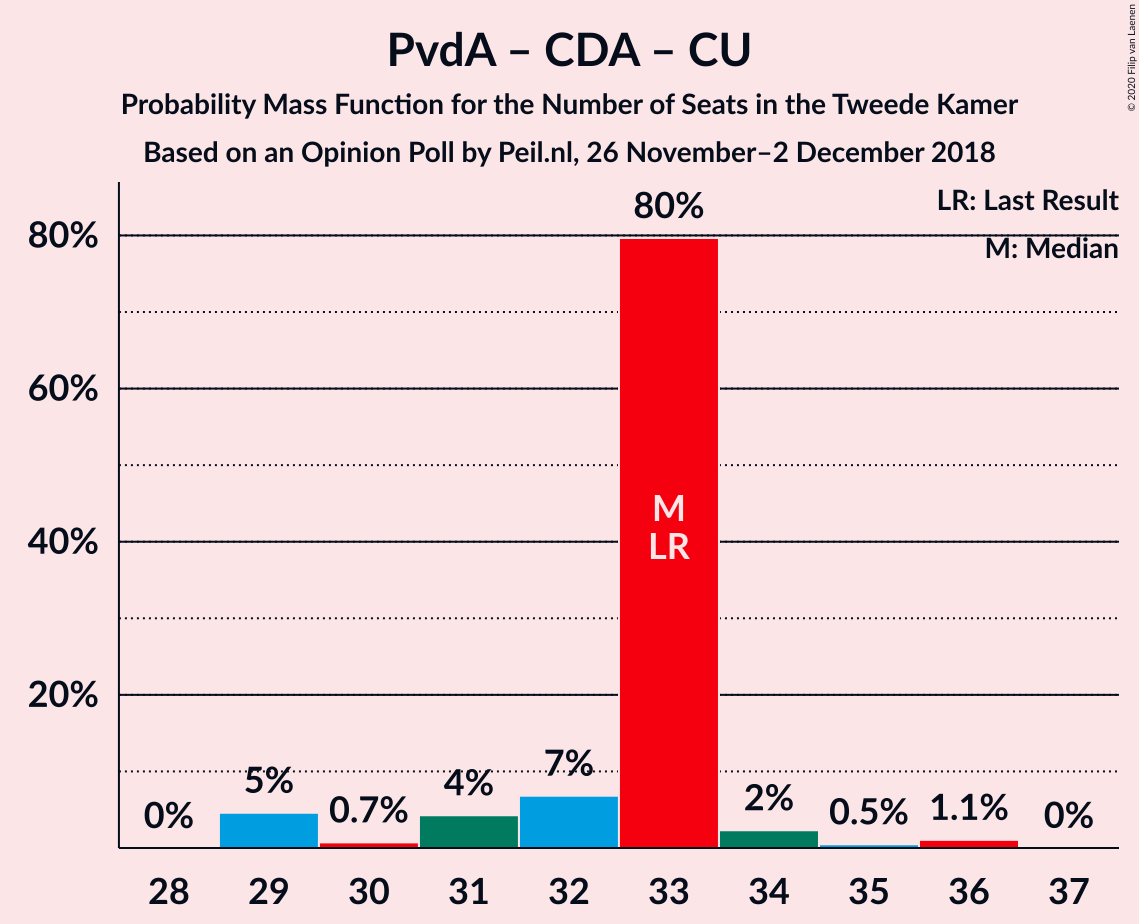 PvdA – CDA – CU
Probability Mass Function for the Number of Seats in the Tweede Kamer
Based on an Opinion Poll by Peil.nl, 26 November–2 December 2018
© 2020 Filip van Laenen
LR: Last Result
M: Median
80%
60%
40%
20%
0%
5%
0.7%
4%
7%
80%
2%
0.5%
1.1%
0%
M
LR
28 29 30 31 32 33 34 35 36 37